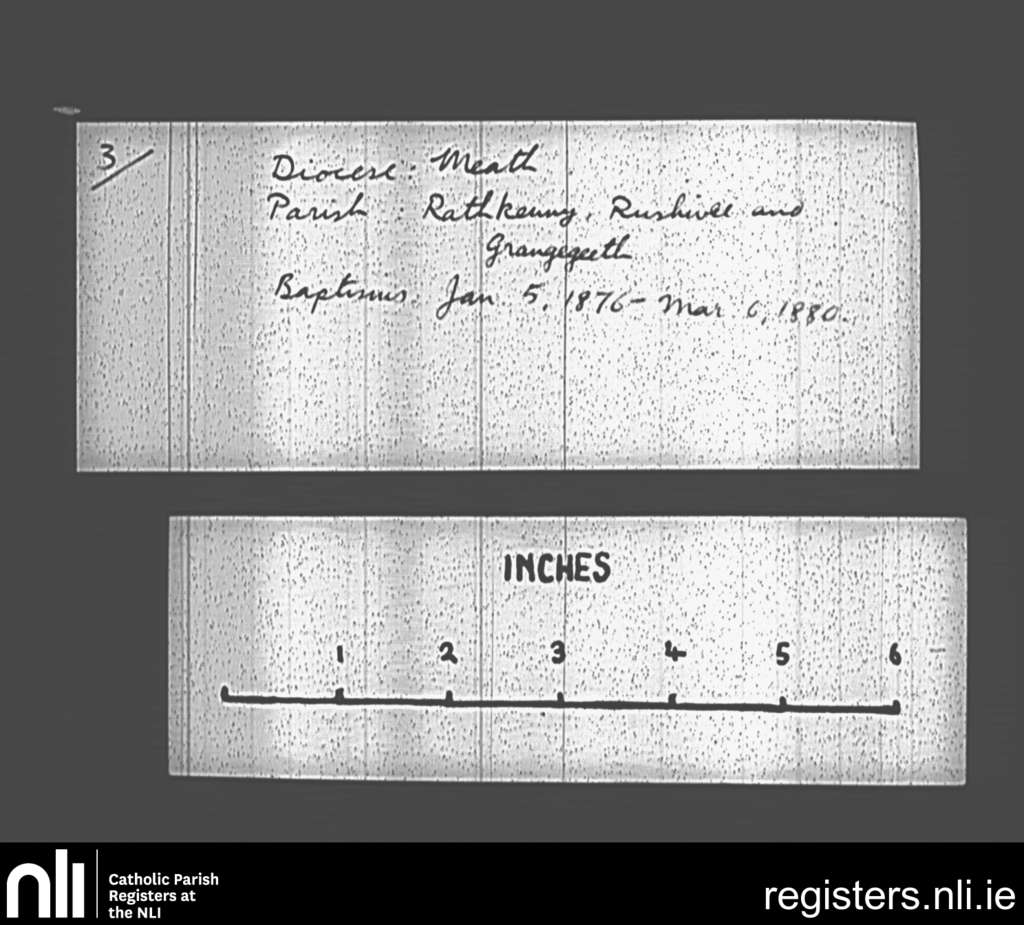 3/
Diocese: Meath
Parish : Rathkenny, Rushwee and
Grangegeeth
Baptisms. Jan 5, 1876 - Mar 6, 1880.
INCHES
1 2 3 4 5 6
nli
Catholic Parish
Registers at
the NLI
registers.nli.ie